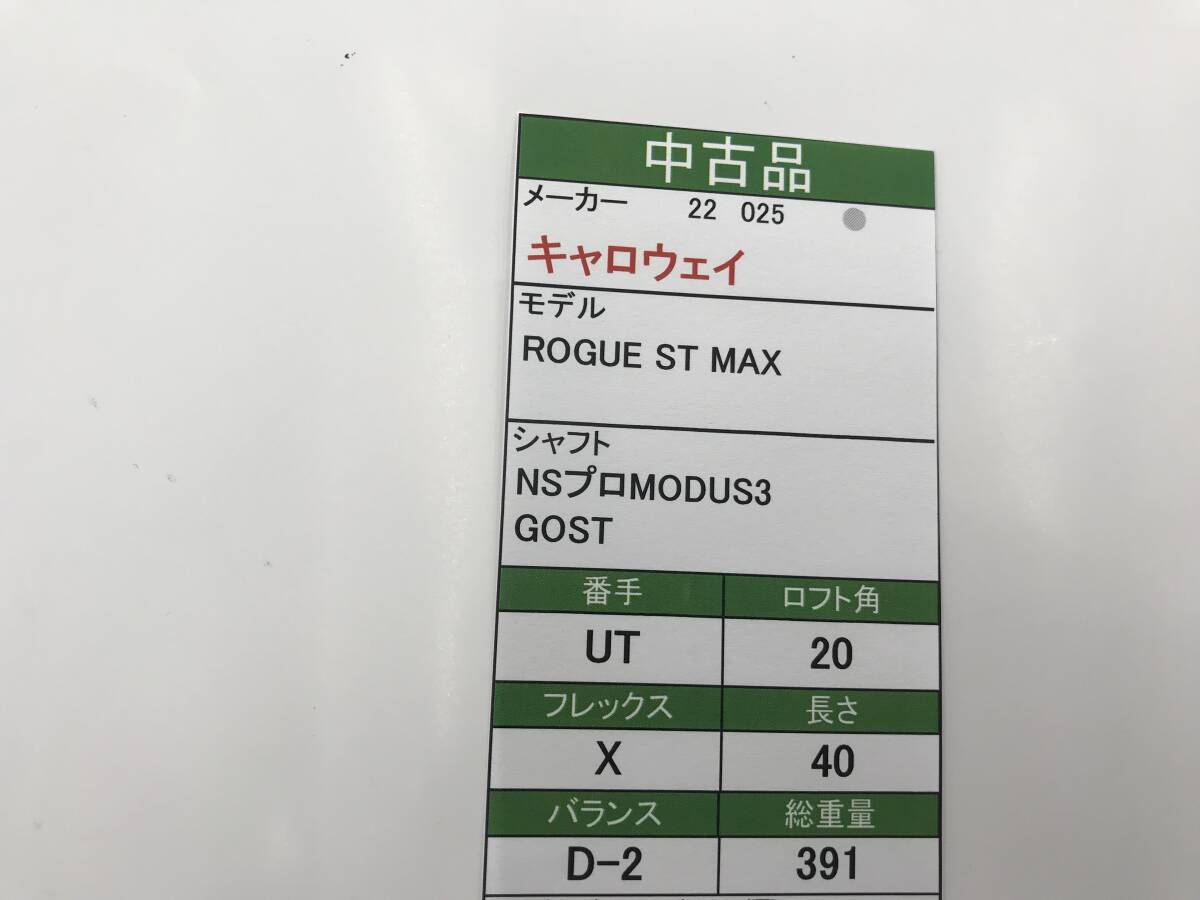 中古品
メーカー 22 025
キャロウェイ
モデル
ROGUE ST MAX
シャフト
NSプロMODUS3
GOST
番手 ロフト角
UT 20
フレックス 長さ
X 40
バランス 総重量
D-2 391